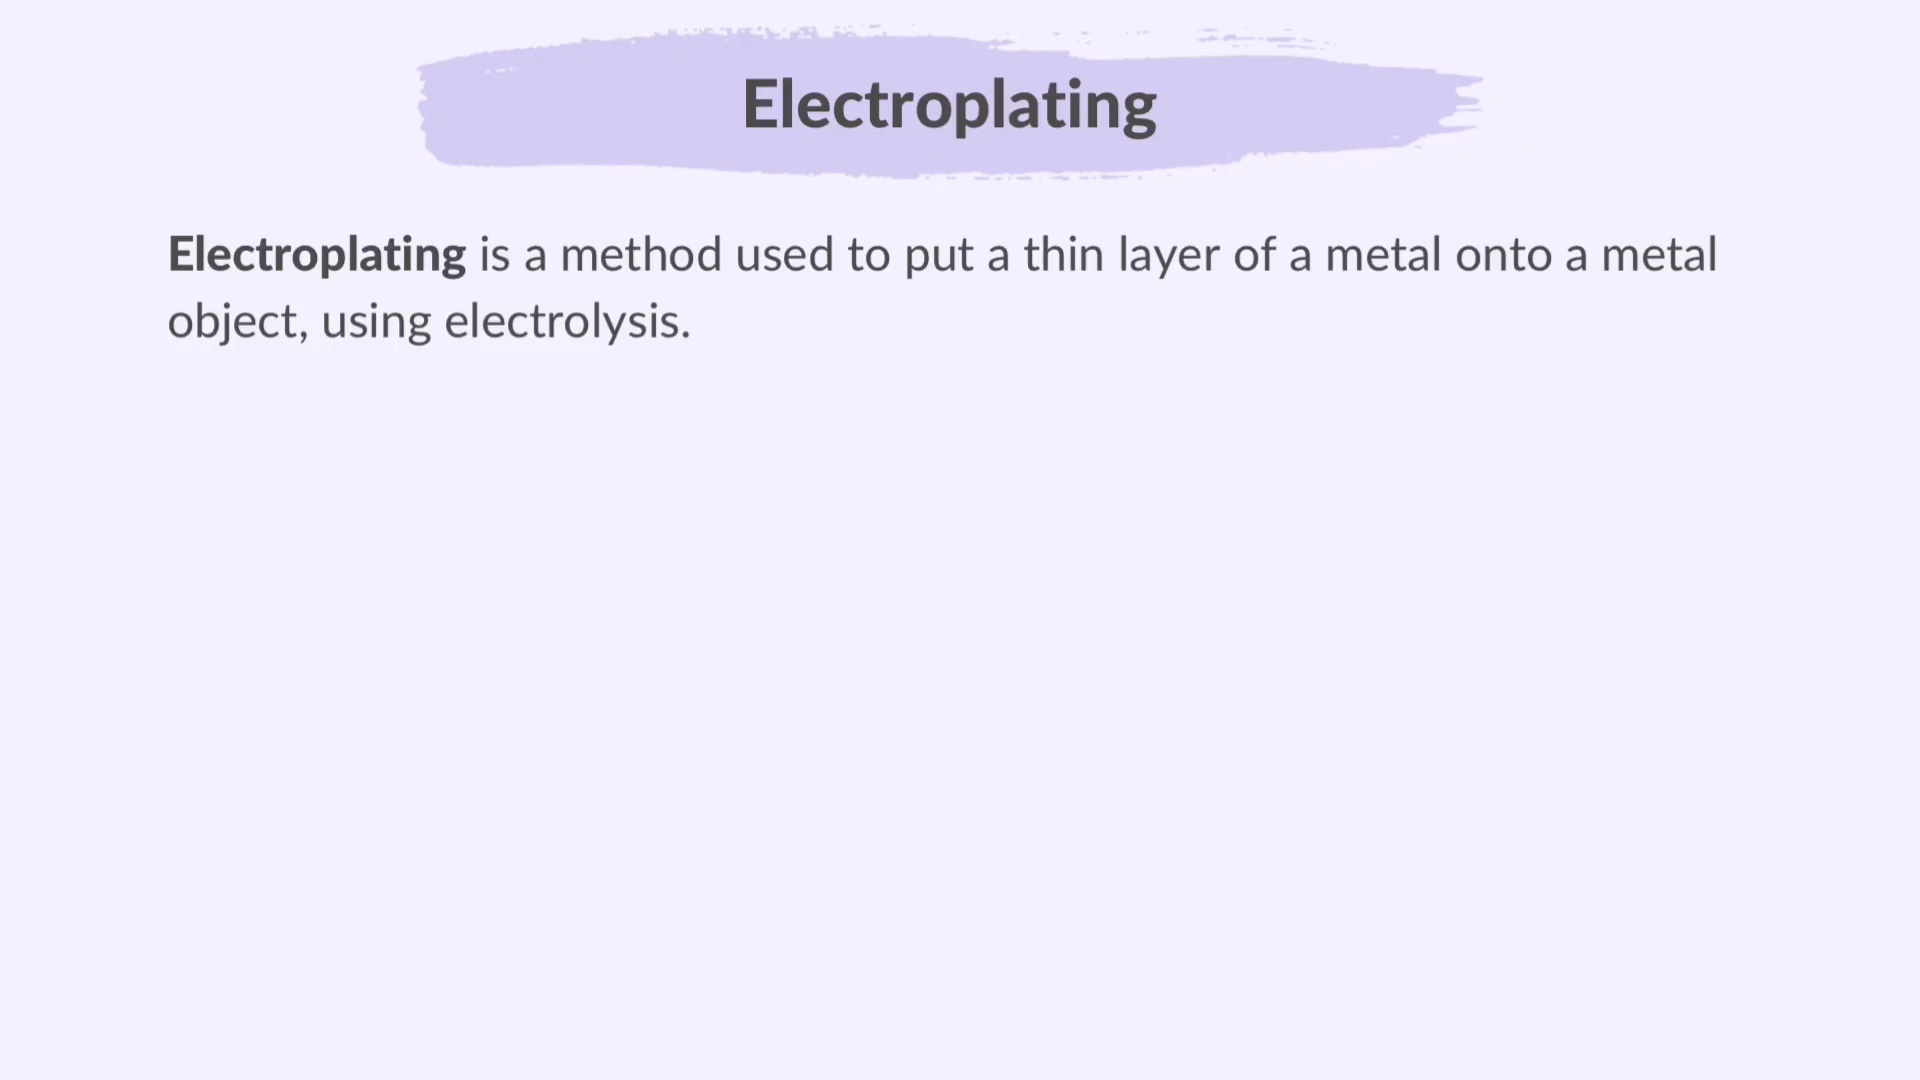 Electroplating
Electroplating is a method used to put a thin layer of a metal onto a metal
object, using electrolysis.